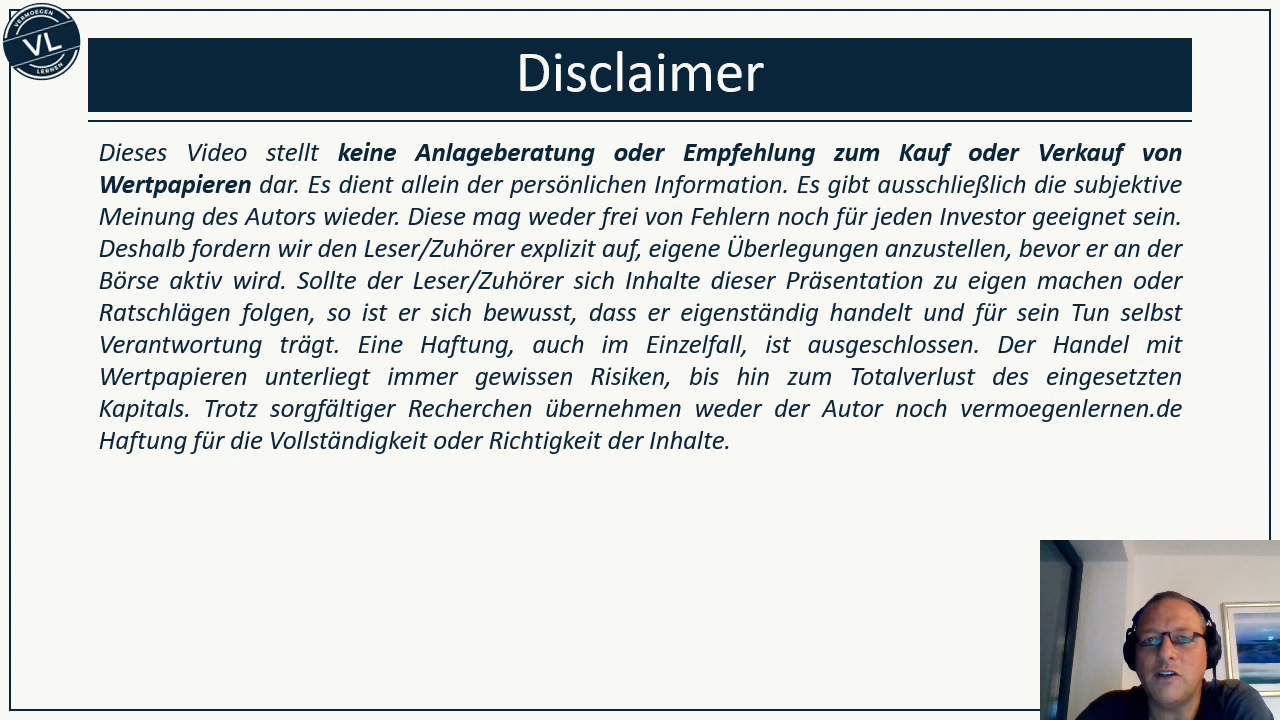 VERMOEGEN
VL
LERNEN
Disclaimer
Dieses Video stellt keine Anlageberatung oder Empfehlung zum Kauf oder Verkauf von
Wertpapieren dar. Es dient allein der persönlichen Information. Es gibt ausschließlich die subjektive
Meinung des Autors wieder. Diese mag weder frei von Fehlern noch für jeden Investor geeignet sein.
Deshalb fordern wir den Leser/Zuhörer explizit auf, eigene Überlegungen anzustellen, bevor er an der
Börse aktiv wird. Sollte der Leser/Zuhörer sich Inhalte dieser Präsentation zu eigen machen oder
Ratschlägen folgen, so ist er sich bewusst, dass er eigenständig handelt und für sein Tun selbst
Verantwortung trägt. Eine Haftung, auch im Einzelfall, ist ausgeschlossen. Der Handel mit
Wertpapieren unterliegt immer gewissen Risiken, bis hin zum Totalverlust des eingesetzten
Kapitals. Trotz sorgfältiger Recherchen übernehmen weder der Autor noch vermoegenlernen.de
Haftung für die Vollständigkeit oder Richtigkeit der Inhalte.